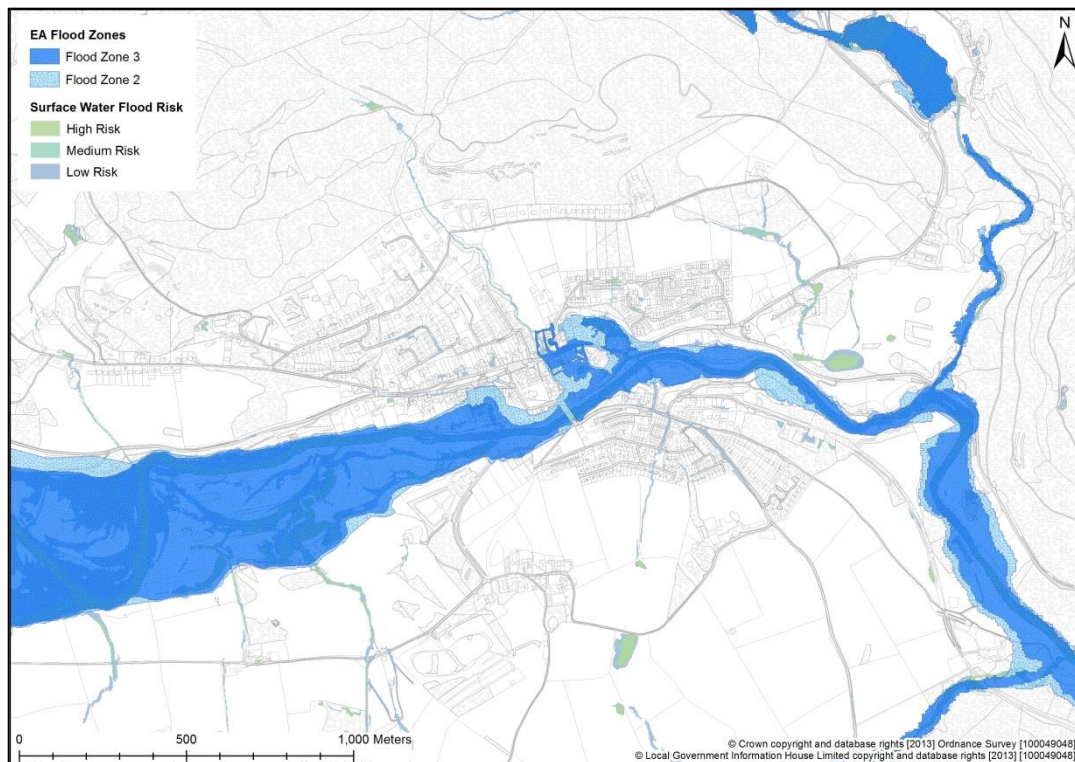 EA Flood Zones
Flood Zone 3
Flood Zone 2
Surface Water Flood Risk
High Risk
Medium Risk
Low Risk
N
0 500 1,000 Meters
© Crown copyright and database rights [2013] Ordnance Survey [100049048]
© Local Government Information House Limited copyright and database rights [2013] [100049048]